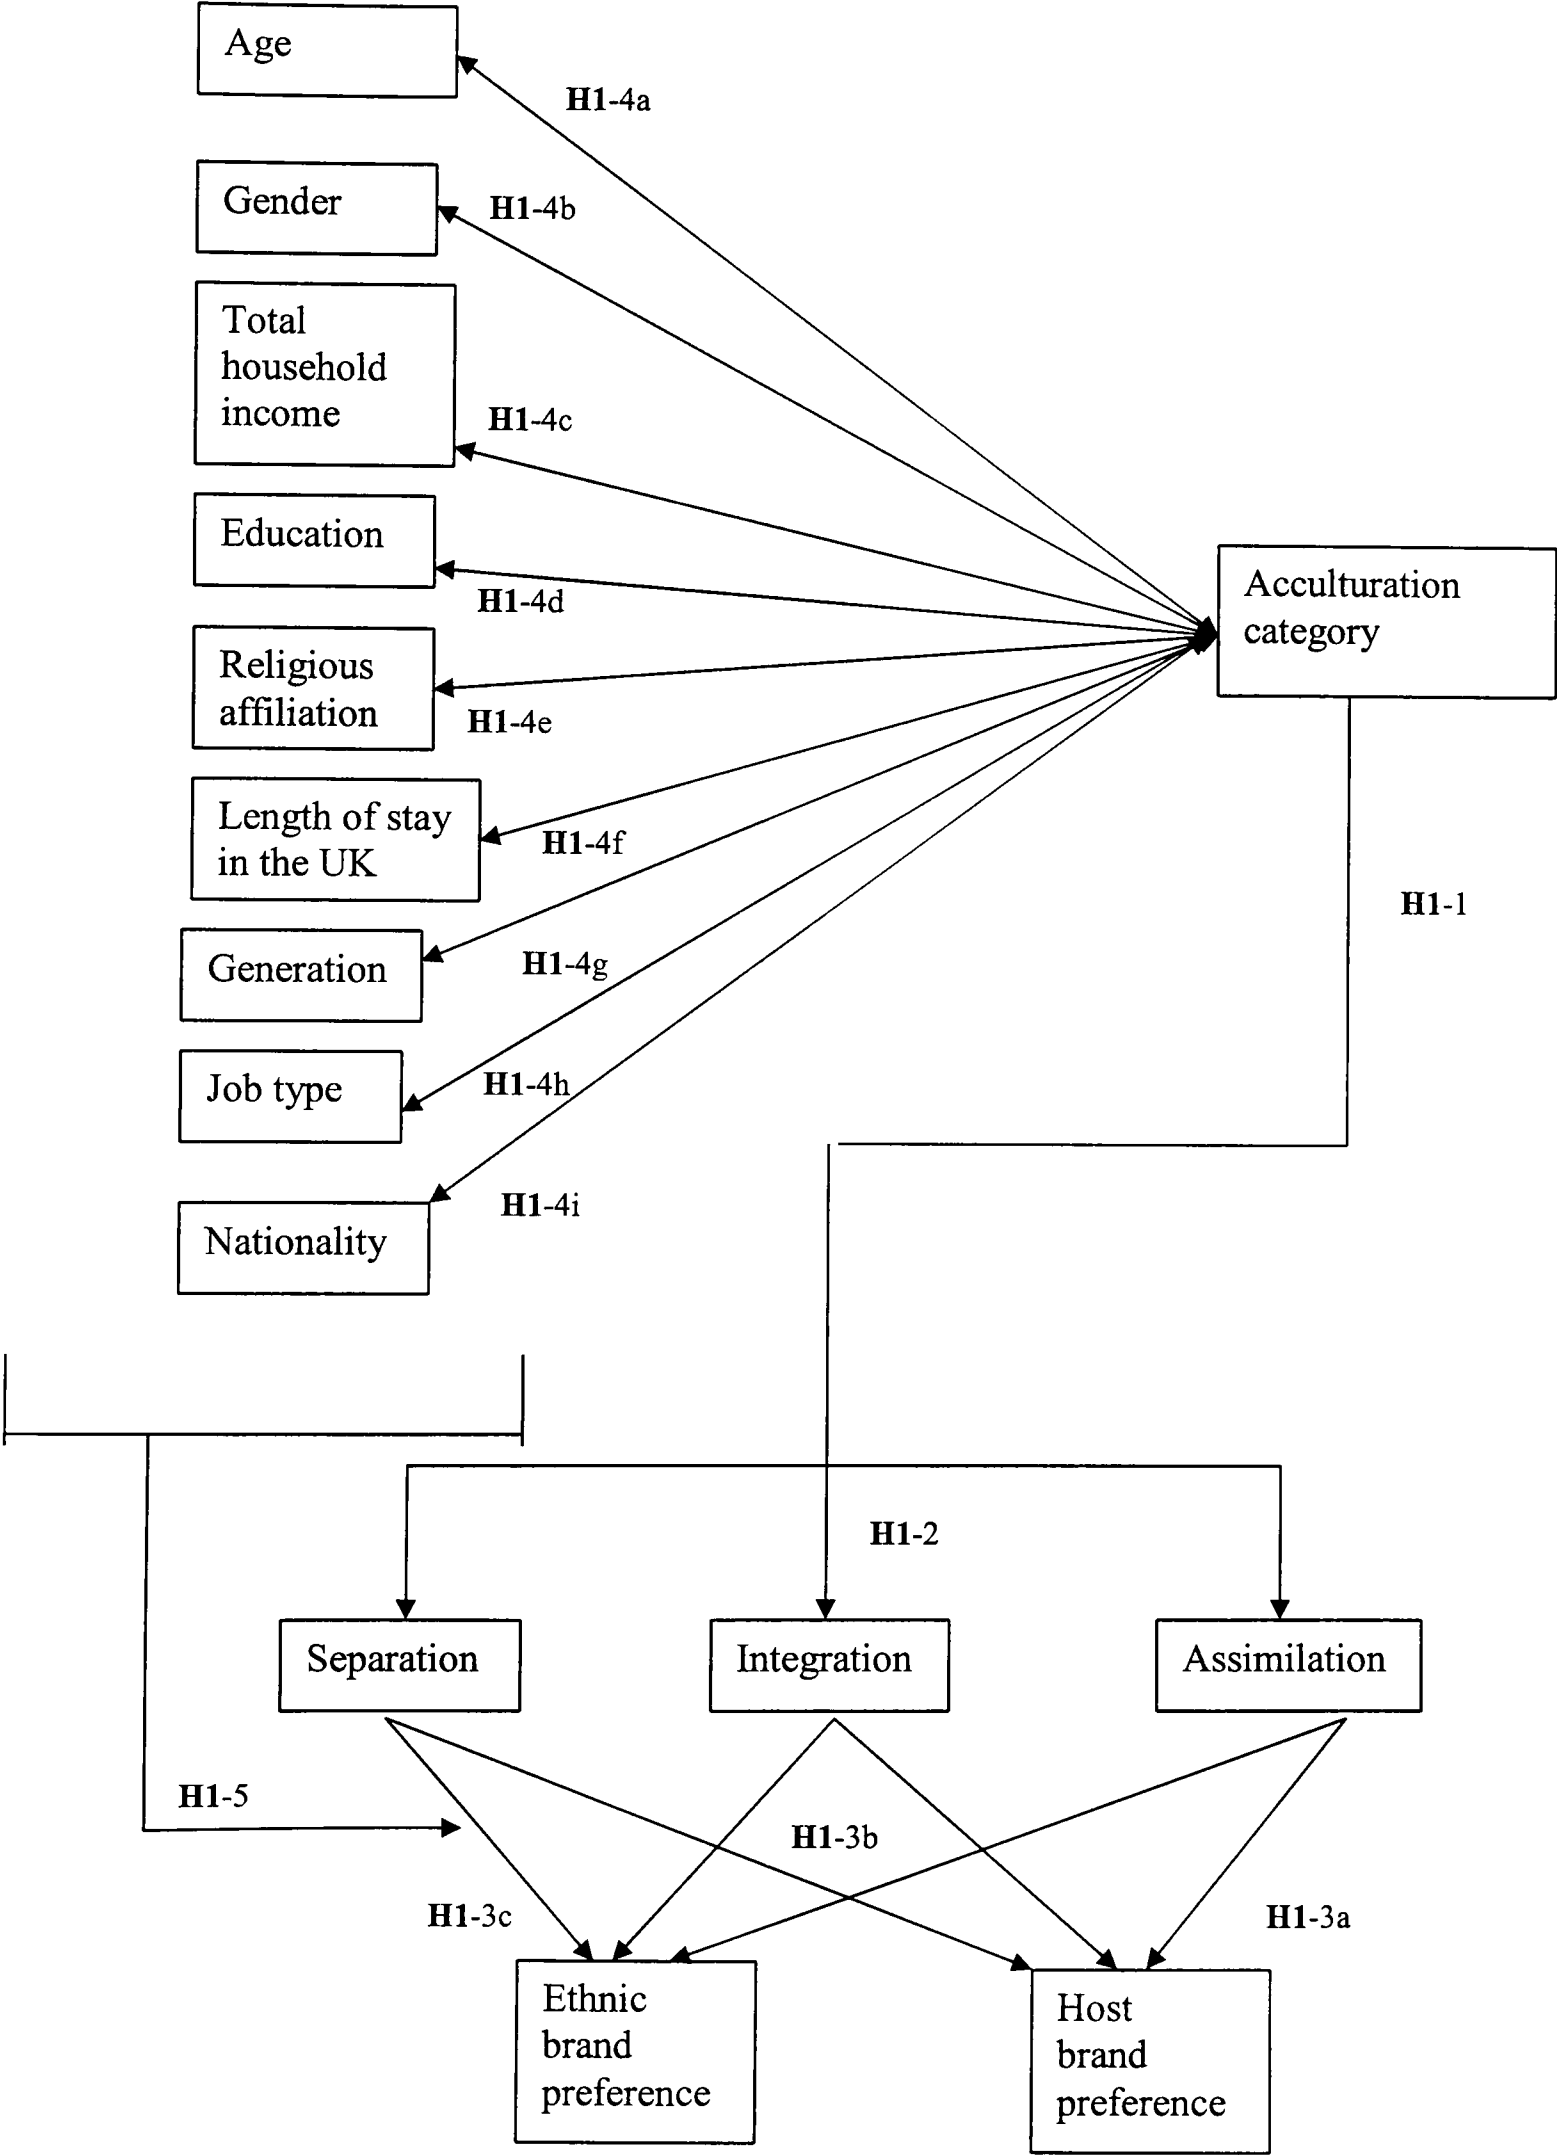 Age
H1-4a
Gender
H1-4b
Total
household
income
H1-4c
Education
H1-4d
Acculturation
category
Religious
affiliation
H1-4e
Length of stay
in the UK
H1-4f
H1-1
Generation
H1-4g
Job type
H1-4h
H1-4i
Nationality
H1-2
Separation
Integration
Assimilation
H1-5
H1-3b
H1-3c
H1-3a
Ethnic
brand
preference
Host
brand
preference